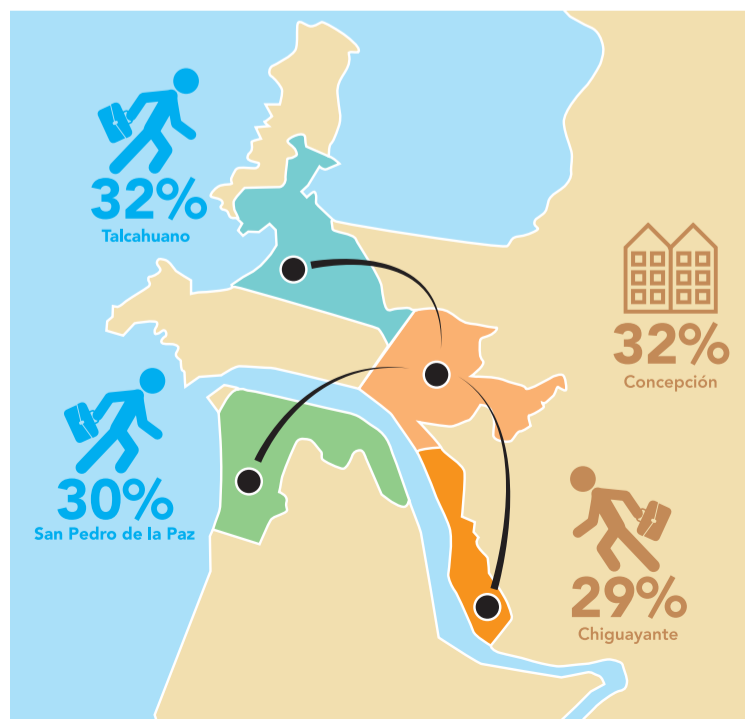 32%
Talcahuano
32%
Concepción
30%
San Pedro de la Paz
29%
Chiguayante